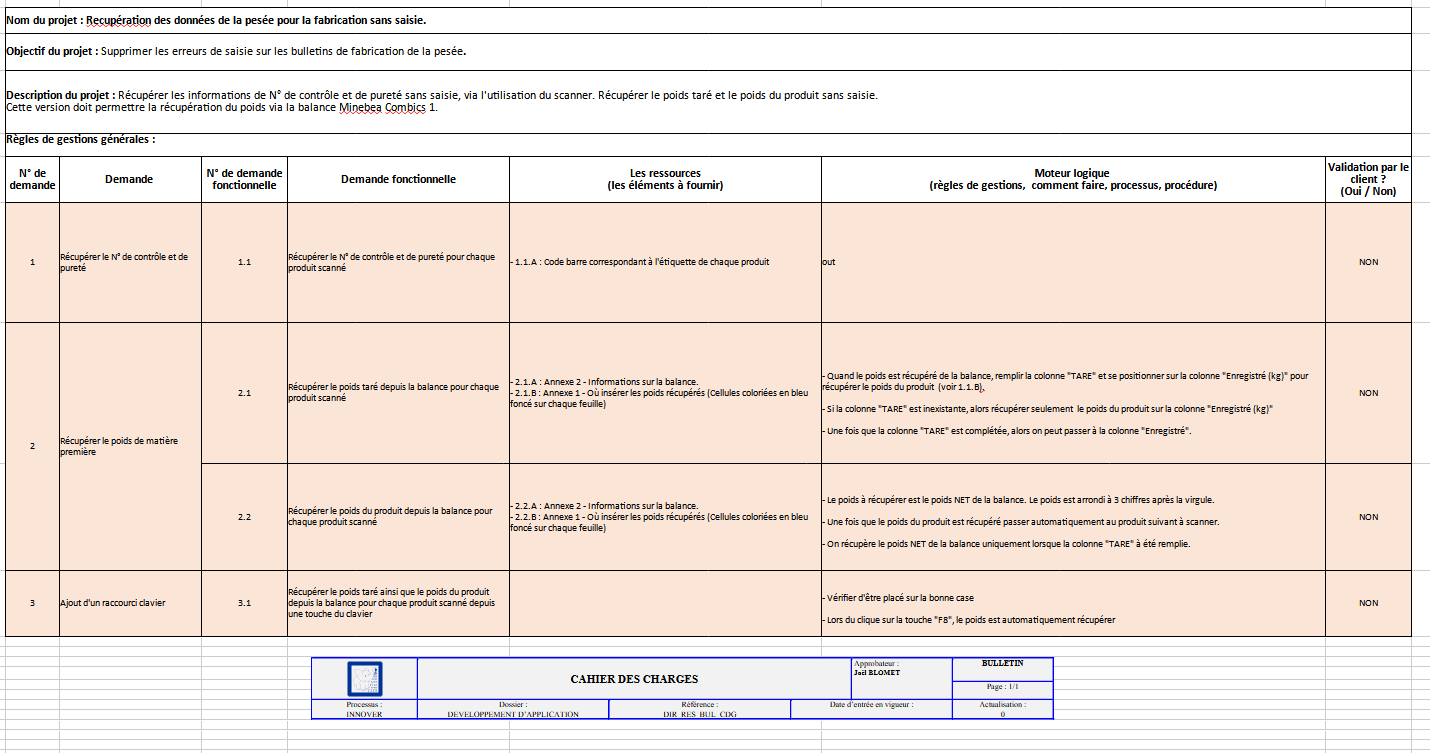 Nom du projet : Recupération des données de la pesée pour la fabrication sans saisie.
Objectif du projet : Supprimer les erreurs de saisie sur les bulletins de fabrication de la pesée.
Description du projet : Récupérer les informations de N° de contrôle et de pureté sans saisie, via l'utilisation du scanner. Récupérer le poids taré et le poids du produit sans saisie.
Cette version doit permettre la récupération du poids via la balance Minebea Combics 1.
Règles de gestions générales :
N° de
demande
Demande
N° de demande
fonctionnelle
Demande fonctionnelle
Les ressources
(les éléments à fournir)
Moteur logique
(règles de gestions, comment faire, processus, procédure)
Validation par le
client ?
(Oui / Non)
1
Récupérer le N° de contrôle et de
pureté
1.1
Récupérer le N° de contrôle et de pureté pour chaque
produit scanné
- 1.1.A : Code barre correspondant à l'étiquette de chaque produit
out
NON
2
Récupérer le poids de matière
première
2.1
Récupérer le poids taré depuis la balance pour chaque
produit scanné
- 2.1.A : Annexe 2 - Informations sur la balance.
- 2.1.B : Annexe 1 - Où insérer les poids récupérés (Cellules coloriées en bleu
foncé sur chaque feuille)
- Quand le poids est récupéré de la balance, remplir la colonne "TARE" et se positionner sur la colonne "Enregistré (kg)" pour
récupérer le poids du produit (voir 1.1.B).
- Si la colonne "TARE" est inexistante, alors récupérer seulement le poids du produit sur la colonne "Enregistré (kg)"
- Une fois que la colonne "TARE" est complétée, alors on peut passer à la colonne "Enregistré".
NON
2.2
Récupérer le poids du produit depuis la balance pour
chaque produit scanné
- 2.2.A : Annexe 2 - Informations sur la balance.
- 2.2.B : Annexe 1 - Où insérer les poids récupérés (Cellules coloriées en bleu
foncé sur chaque feuille)
- Le poids à récupérer est le poids NET de la balance. Le poids est arrondi à 3 chiffres après la virgule.
- Une fois que le poids du produit est récupéré passer automatiquement au produit suivant à scanner.
- On récupère le poids NET de la balance uniquement lorsque la colonne "TARE" à été remplie.
NON
3
Ajout d'un raccourci clavier
3.1
Récupérer le poids taré ainsi que le poids du produit
depuis la balance pour chaque produit scanné depuis
une touche du clavier
- Vérifier d'être placé sur la bonne case
- Lors du clique sur la touche "F8", le poids est automatiquement récupérer
NON
CAHIER DES CHARGES
Approbateur :
Joël BLOMET
BULLETIN
Page : 1/1
Processus :
INNOVER
Dossier :
DEVELOPPEMENT D'APPLICATION
Référence :
DIR_RES_BUL_CDG
Date d'entrée en vigueur :
Actualisation :
0